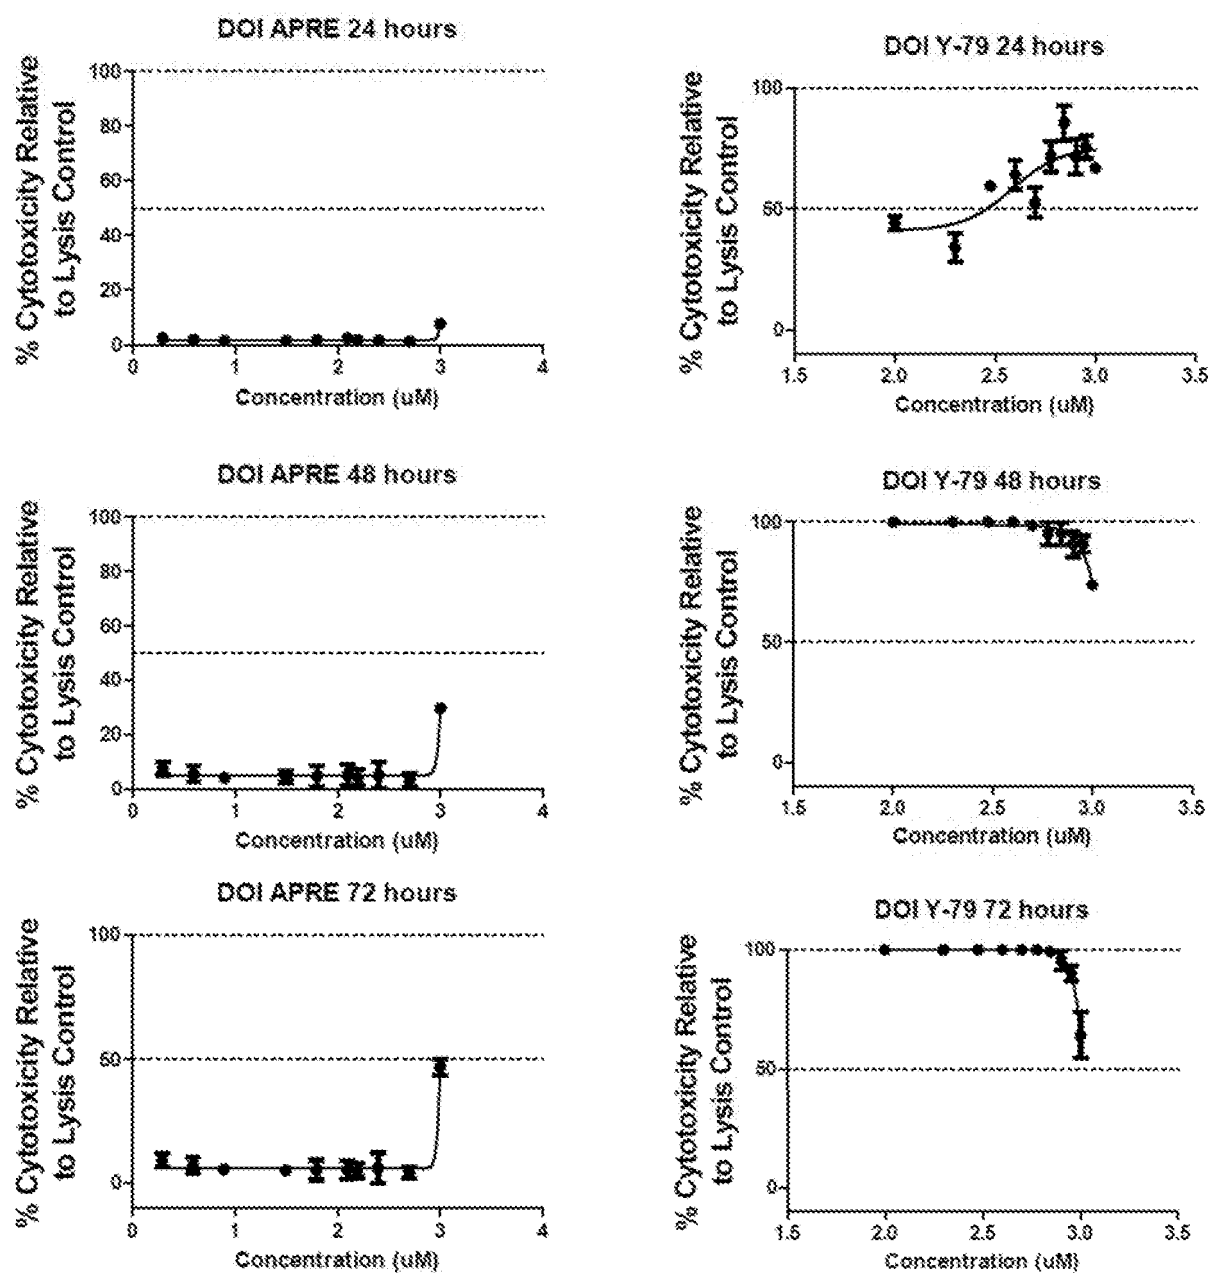 DOI APRE 24 hours
% Cytotoxicity Relative
to Lysis Control
100
80
60
40
20
0
0 1 2 3 4
Concentration (uM)
DOI Y-79 24 hours
% Cytotoxicity Relative
to Lysis Control
100
50
0
1.5 2.0 2.5 3.0 3.5
Concentration (uM)
DOI APRE 48 hours
% Cytotoxicity Relative
to Lysis Control
100
80
60
40
20
0
0 1 2 3 4
Concentration (uM)
DOI Y-79 48 hours
% Cytotoxicity Relative
to Lysis Control
100
50
0
1.5 2.0 2.5 3.0 3.5
Concentration (uM)
DOI APRE 72 hours
% Cytotoxicity Relative
to Lysis Control
100
50
0
0 1 2 3 4
Concentration (uM)
DOI Y-79 72 hours
% Cytotoxicity Relative
to Lysis Control
100
50
0
1.5 2.0 2.5 3.0 3.5
Concentration (uM)